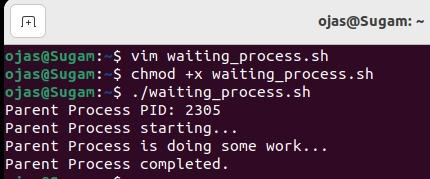 ojas@Sugam: ~
ojas@Sugam:~$ vim waiting_process.sh
ojas@Sugam:~$ chmod +x waiting_process.sh
ojas@Sugam:~$ ./waiting_process.sh
Parent Process PID: 2305
Parent Process starting...
Parent Process is doing some work...
Parent Process completed.
ojas@Sugam:~$